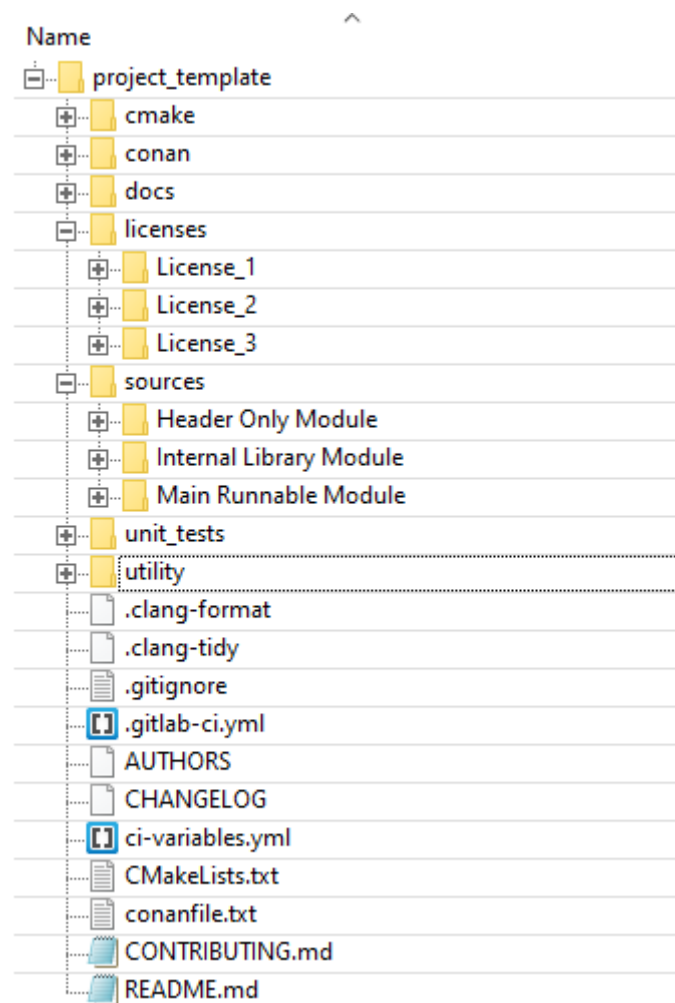 Name
project_template
cmake
conan
docs
licenses
License_1
License_2
License_3
sources
Header Only Module
Internal Library Module
Main Runnable Module
unit_tests
utility
.clang-format
.clang-tidy
.gitignore
.gitlab-ci.yml
AUTHORS
CHANGELOG
ci-variables.yml
CMakeLists.txt
conanfile.txt
CONTRIBUTING.md
README.md